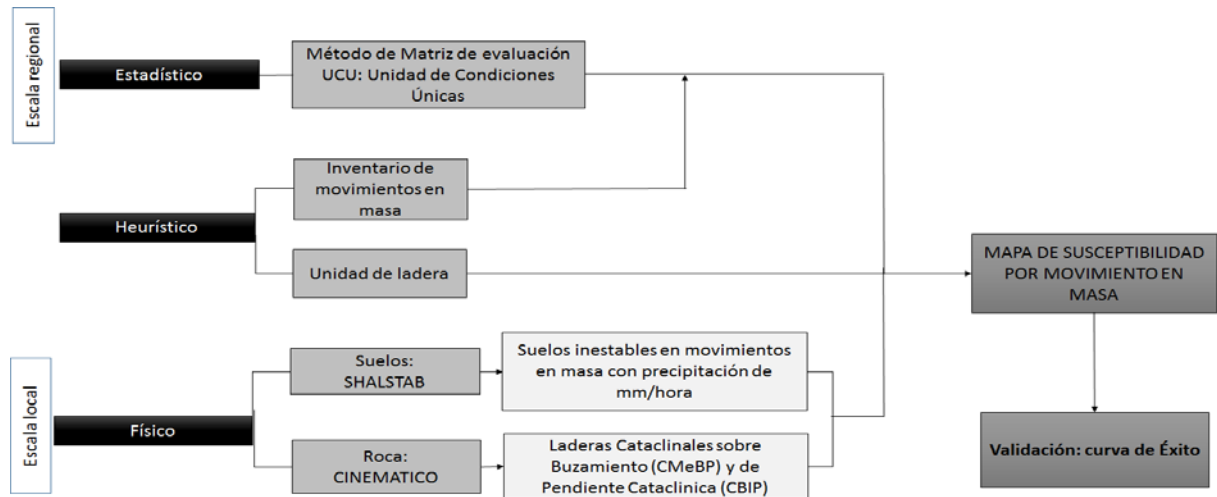 Escala regional
Estadístico
Método de Matriz de evaluación
UCU: Unidad de Condiciones
Únicas
Heurístico
Inventario de
movimientos en
masa
Unidad de ladera
MAPA DE SUSCEPTIBILIDAD
POR MOVIMIENTO EN
MASA
Escala local
Físico
Suelos:
SHALSTAB
Suelos inestables en movimientos
en masa con precipitación de
mm/hora
Roca:
CINEMATICO
Laderas Cataclinales sobre
Buzamiento (CMeBP) y de
Pendiente Cataclinica (CBIP)
Validación: curva de Éxito